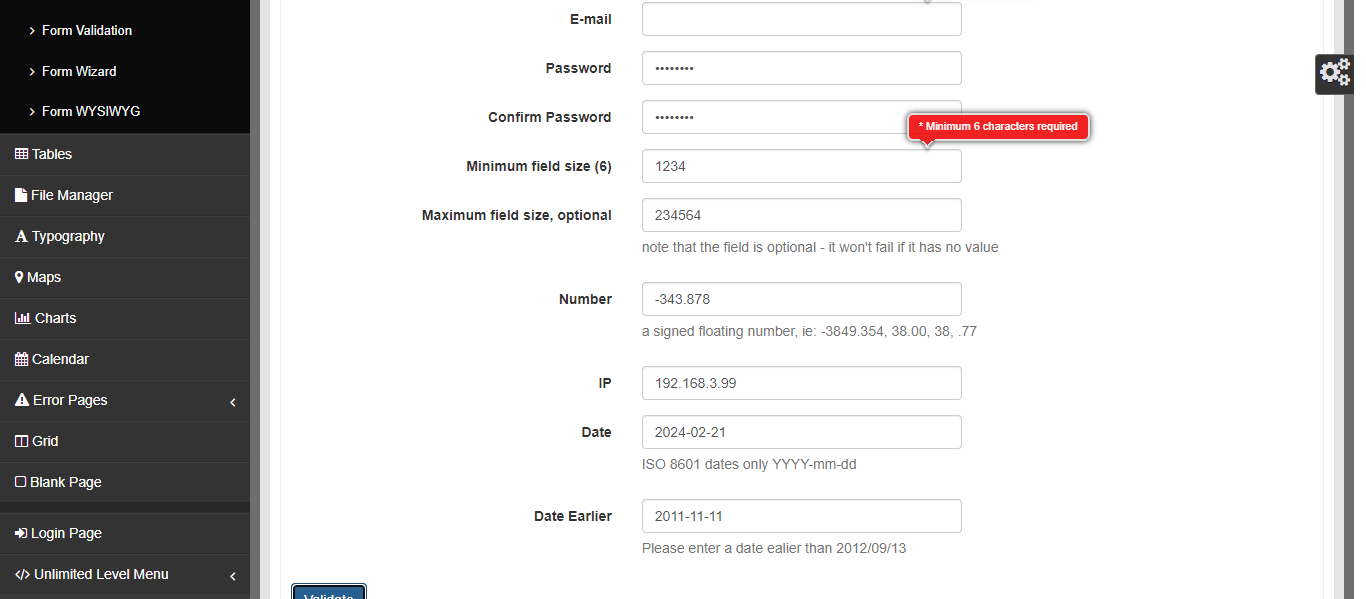 Form Validation
Form Wizard
Form WYSIWYG
Tables
File Manager
Typography
Maps
Charts
Calendar
Error Pages
Grid
Blank Page
Login Page
Unlimited Level Menu
E-mail
Password ••••••••
Confirm Password ••••••••
* Minimum 6 characters required
Minimum field size (6) 1234
Maximum field size, optional 234564
note that the field is optional - it won't fail if it has no value
Number -343.878
a signed floating number, ie: -3849.354, 38.00, 38, .77
IP 192.168.3.99
Date 2024-02-21
ISO 8601 dates only YYYY-mm-dd
Date Earlier 2011-11-11
Please enter a date ealier than 2012/09/13
Validate